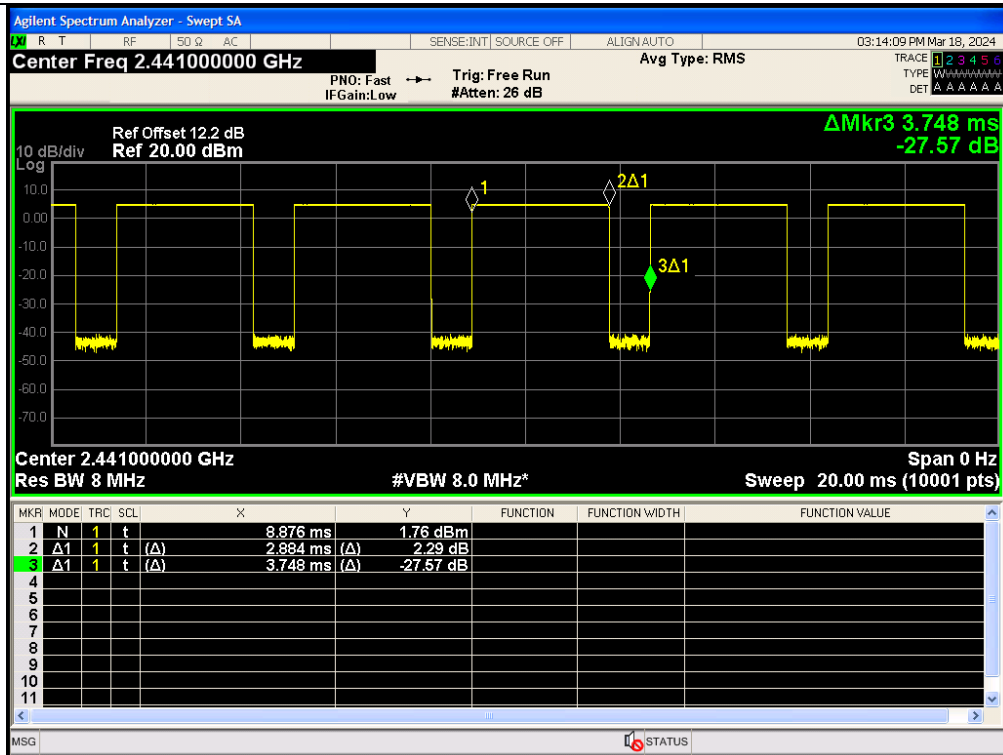 Agilent Spectrum Analyzer - Swept SA
LXI R T RF 50 Ω AC SENSE:INT SOURCE OFF ALIGN AUTO 03:14:09 PM Mar 18, 2024
Center Freq 2.441000000 GHz
PNO: Fast
IFGain:Low
Trig: Free Run
#Atten: 26 dB
Avg Type: RMS
TRACE 1 2 3 4 5 6
TYPE W
DET A A A A A A
ΔMkr3 3.748 ms
-27.57 dB
Ref Offset 12.2 dB
10 dB/div Ref 20.00 dBm
Log
10.0
0.00
-10.0
-20.0
-30.0
-40.0
-50.0
-60.0
-70.0
1
2Δ1
3Δ1
Center 2.441000000 GHz Span 0 Hz
Res BW 8 MHz #VBW 8.0 MHz* Sweep 20.00 ms (10001 pts)
MKR MODE TRC SCL X Y FUNCTION FUNCTION WIDTH FUNCTION VALUE
1 N 1 t 8.876 ms 1.76 dBm
2 Δ1 1 t (Δ) 2.884 ms (Δ) 2.29 dB
3 Δ1 1 t (Δ) 3.748 ms (Δ) -27.57 dB
4
5
6
7
8
9
10
11
MSG STATUS